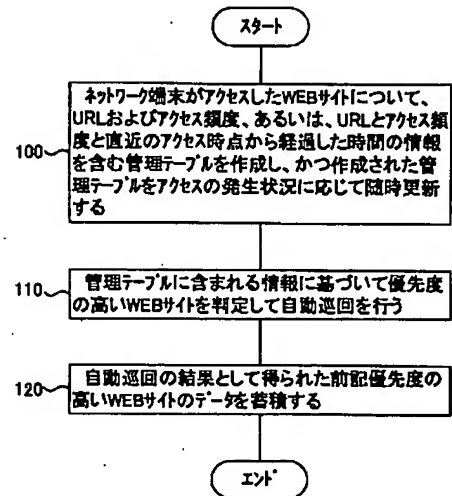 スタート
100
ネットワーク端末がアクセスしたWEBサイトについて、
URLおよびアクセス頻度、あるいは、URLとアクセス頻
度と直近のアクセス時点から経過した時間の情報
を含む管理テーブルを作成し、かつ作成された管
理テーブルをアクセスの発生状況に応じて随時更新
する
110
管理テーブルに含まれる情報に基づいて優先度
の高いWEBサイトを判定して自動巡回を行う
120
自動巡回の結果として得られた前記優先度の
高いWEBサイトのデータを蓄積する
エンド